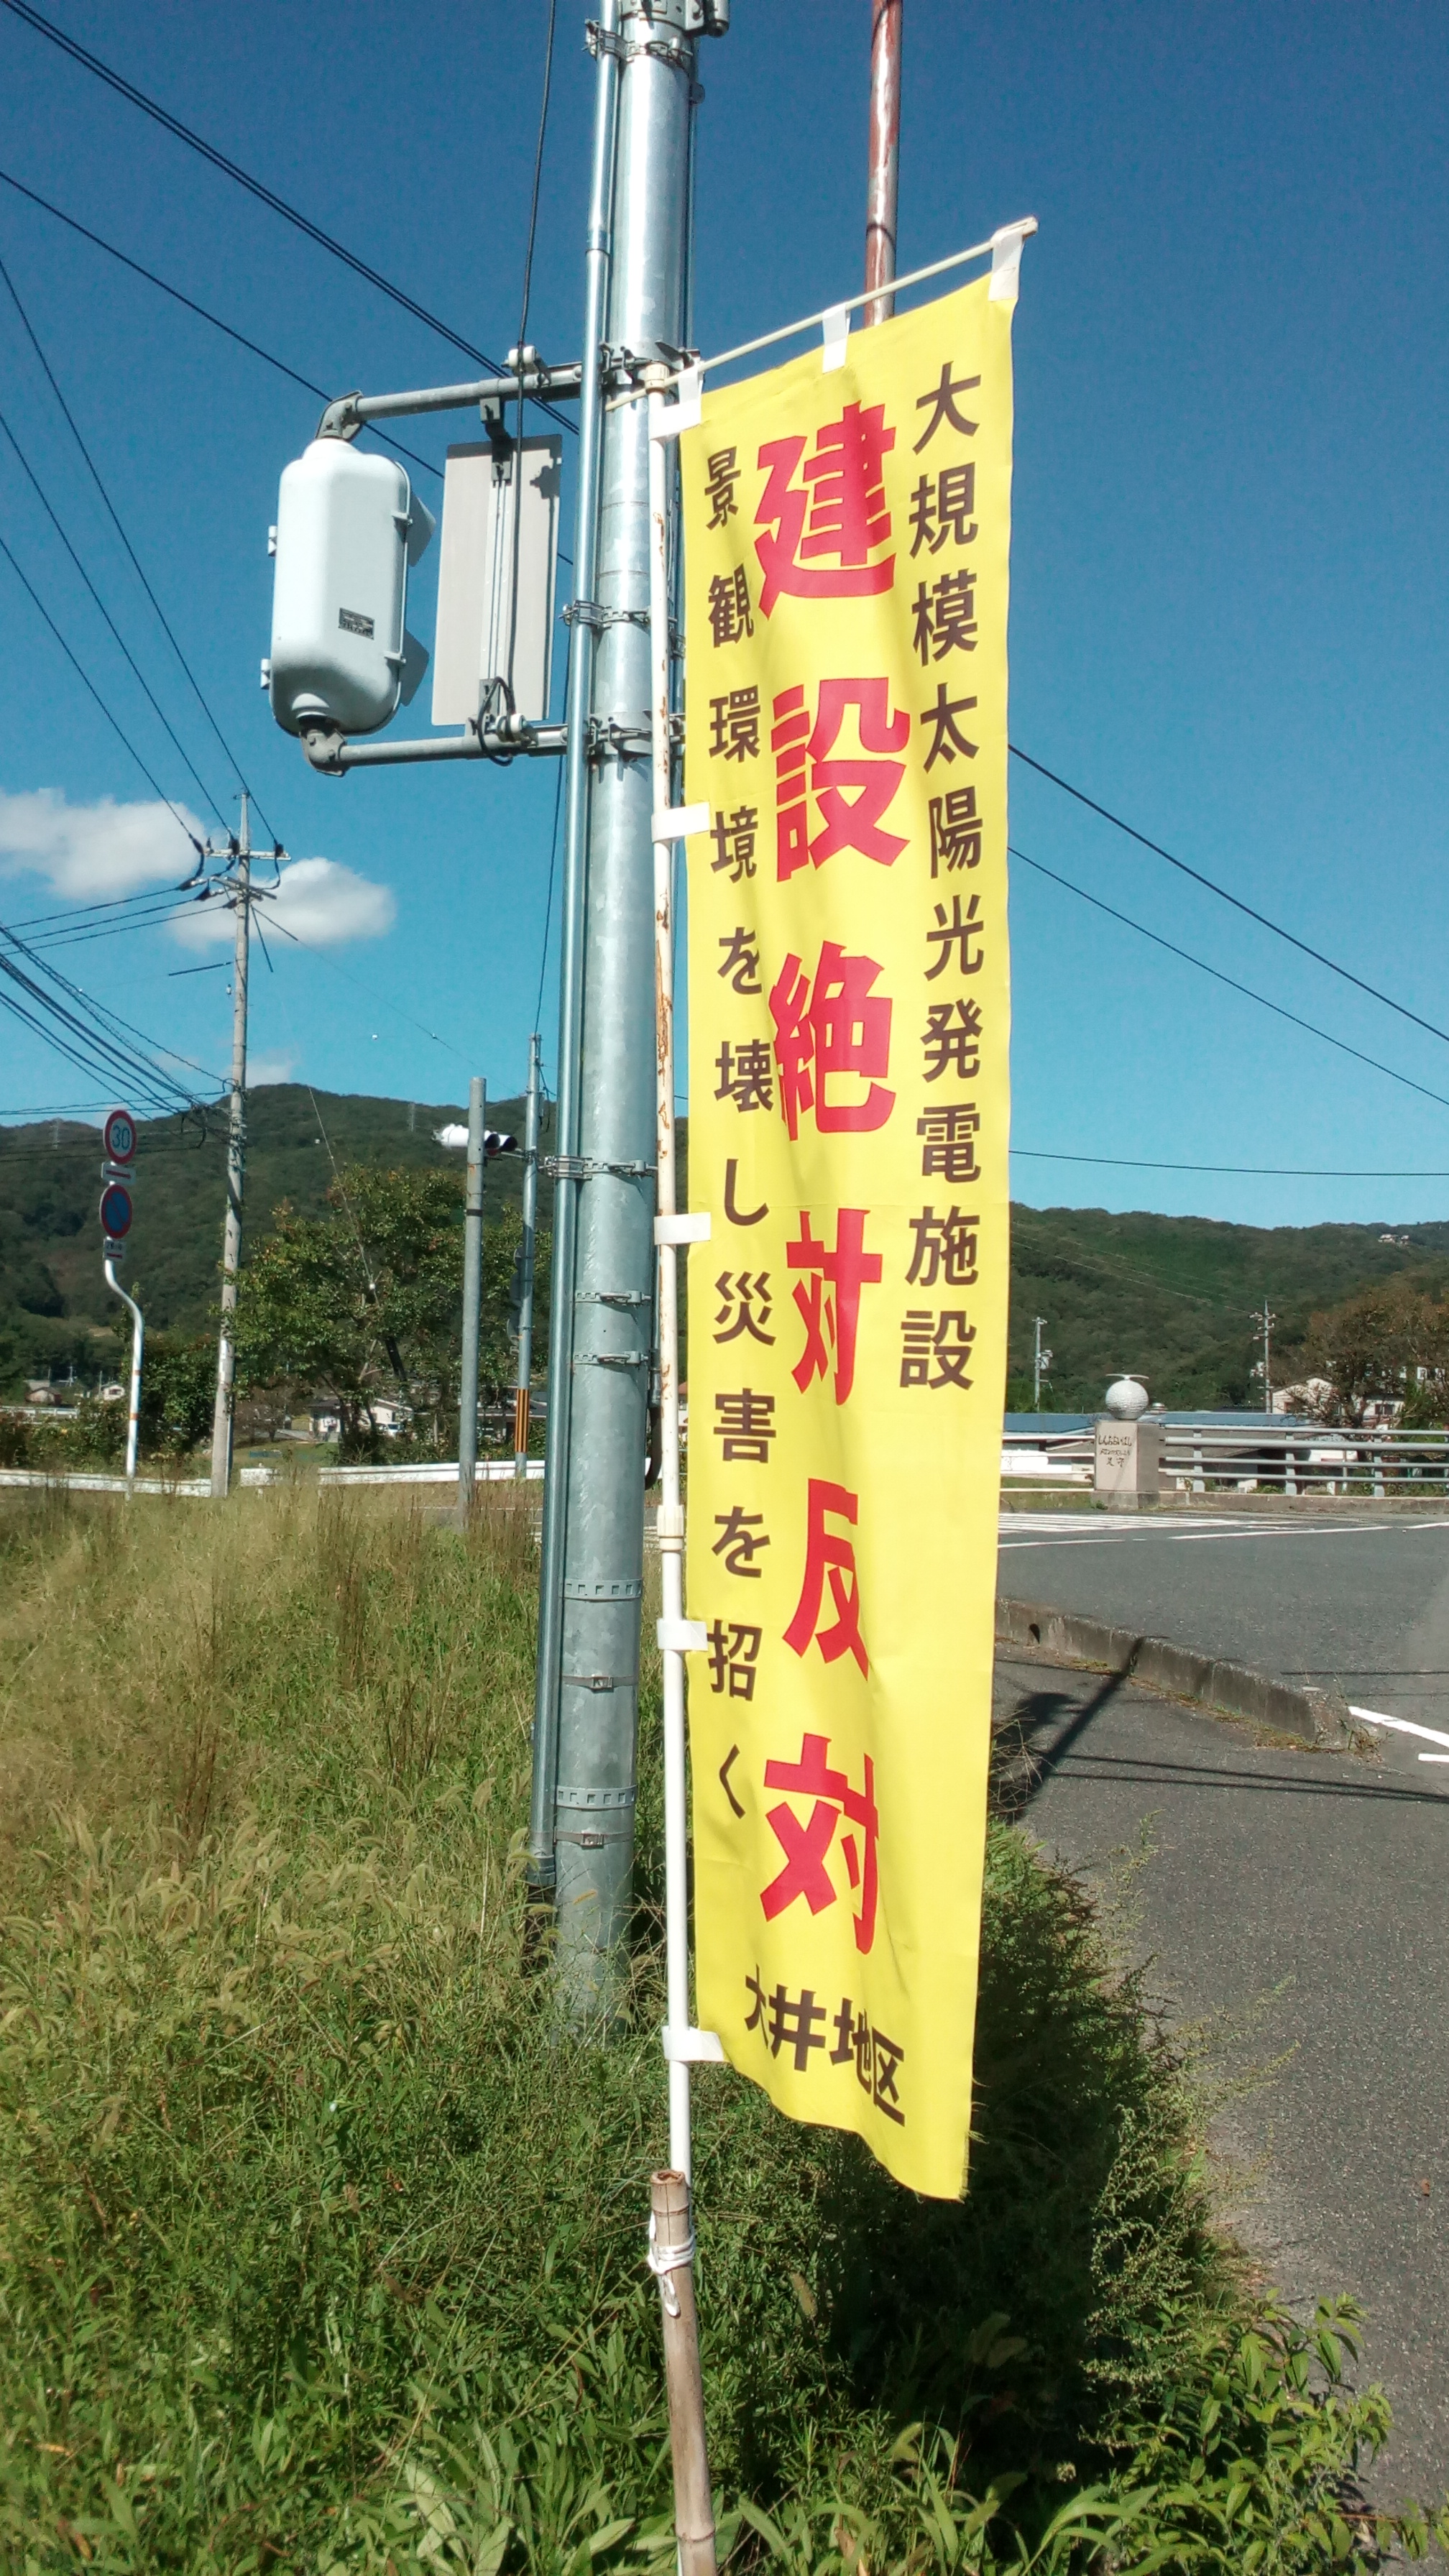 大規模太陽光発電施設
建設絶対反対
景観環境を壊し災害を招く
大井地区
30